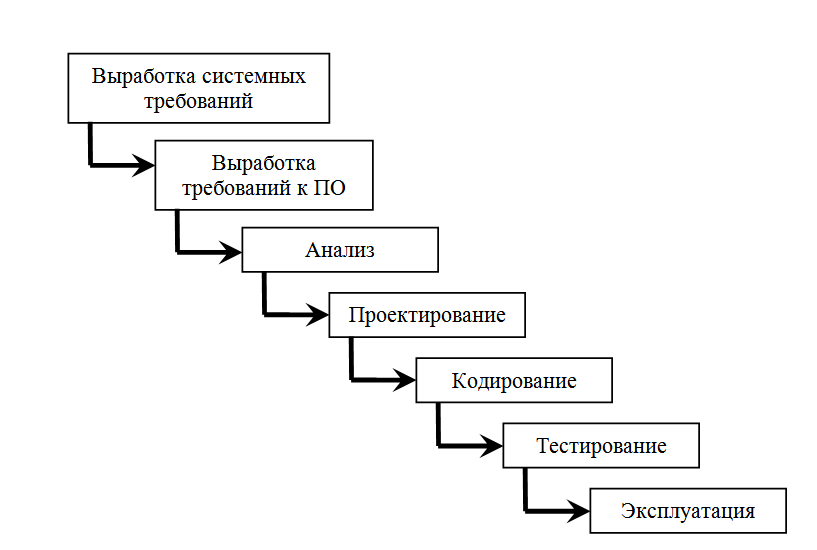 Выработка системных
требований
Выработка
требований к ПО
Анализ
Проектирование
Кодирование
Тестирование
Эксплуатация